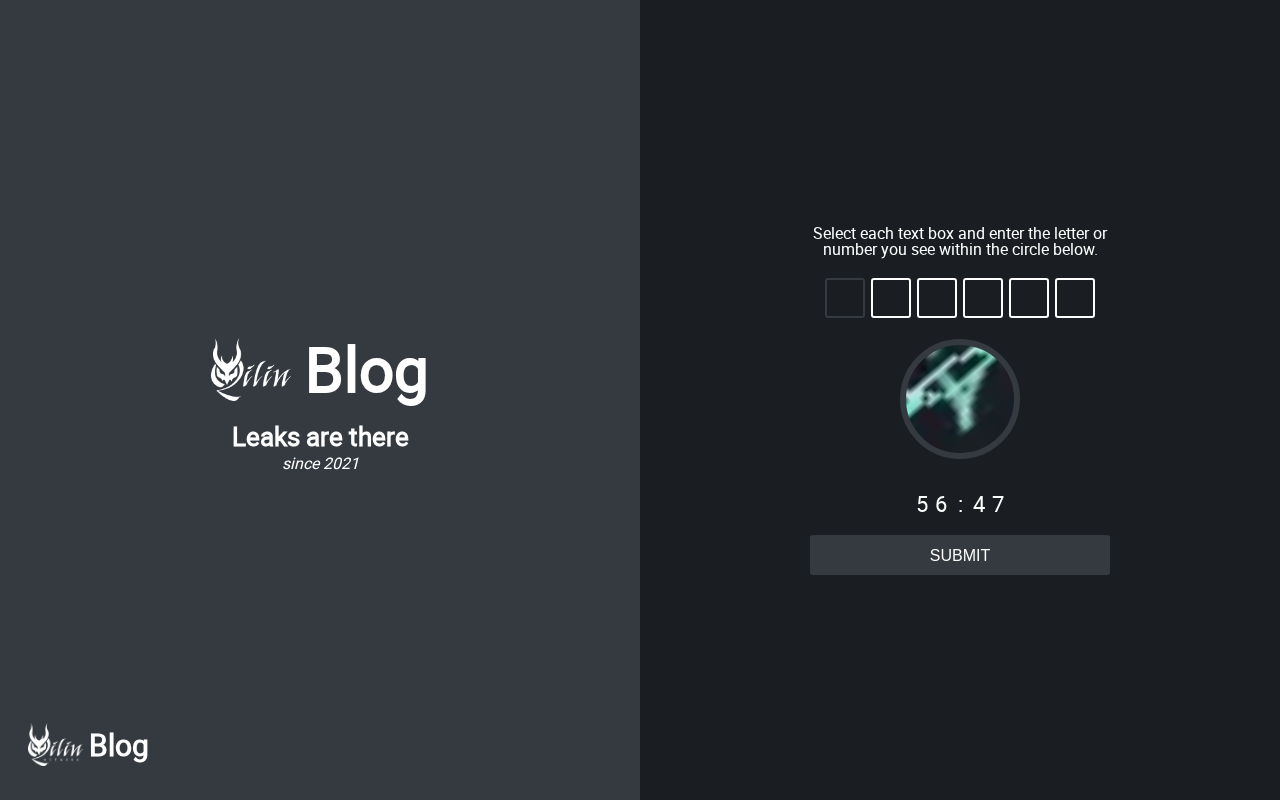 Qilin Blog
Leaks are there
since 2021
Qilin Blog
Select each text box and enter the letter or
number you see within the circle below.
56:47
SUBMIT